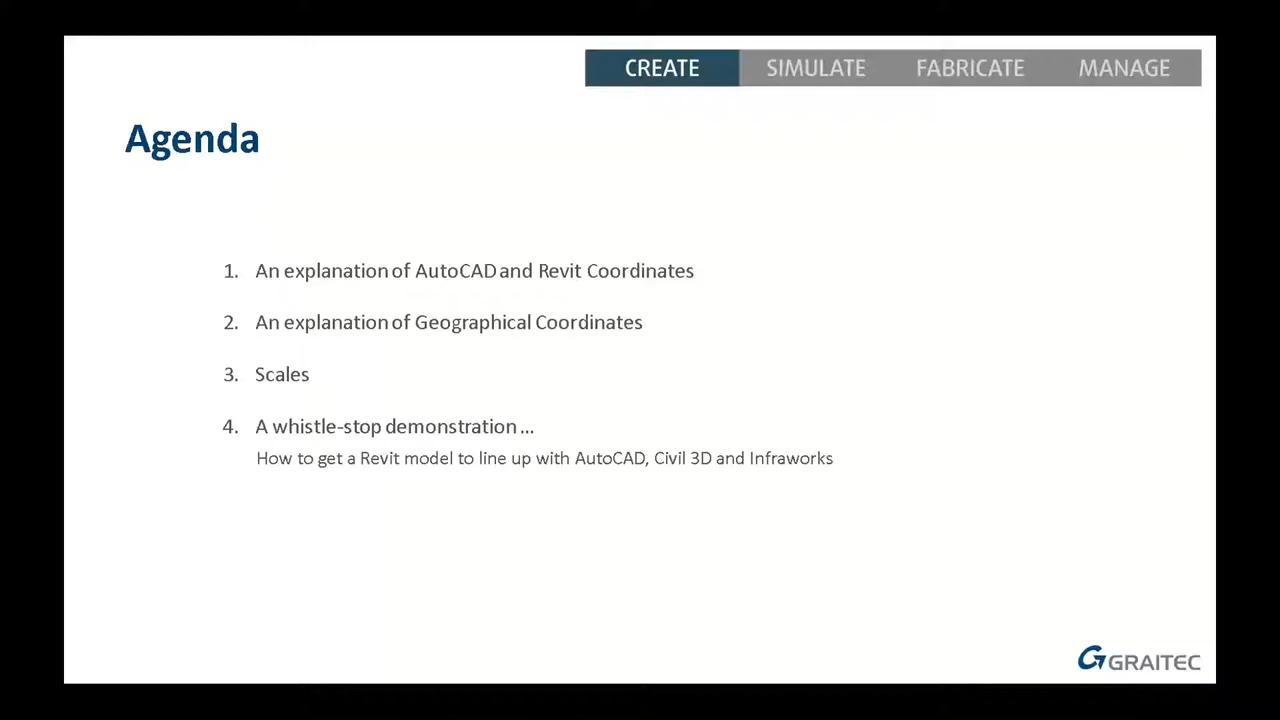 CREATE SIMULATE FABRICATE MANAGE
Agenda
1. An explanation of AutoCAD and Revit Coordinates
2. An explanation of Geographical Coordinates
3. Scales
4. A whistle-stop demonstration ...
How to get a Revit model to line up with AutoCAD, Civil 3D and Infraworks
GRAITEC